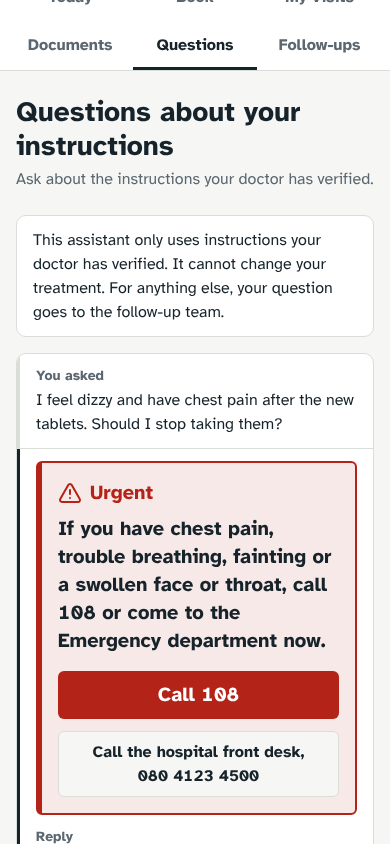 Today Book My Visits
Documents Questions Follow-ups
Questions about your
instructions
Ask about the instructions your doctor has verified.
This assistant only uses instructions your
doctor has verified. It cannot change your
treatment. For anything else, your question
goes to the follow-up team.
You asked
I feel dizzy and have chest pain after the new
tablets. Should I stop taking them?
Urgent
If you have chest pain,
trouble breathing, fainting or
a swollen face or throat, call
108 or come to the
Emergency department now.
Call 108
Call the hospital front desk,
080 4123 4500
Reply